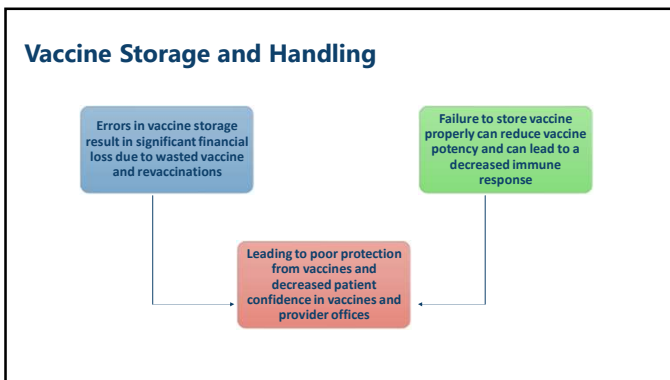 Vaccine Storage and Handling
Errors in vaccine storage
result in significant financial
loss due to wasted vaccine
and revaccinations
Failure to store vaccine
properly can reduce vaccine
potency and can lead to a
decreased immune
response
Leading to poor protection
from vaccines and
decreased patient
confidence in vaccines and
provider offices